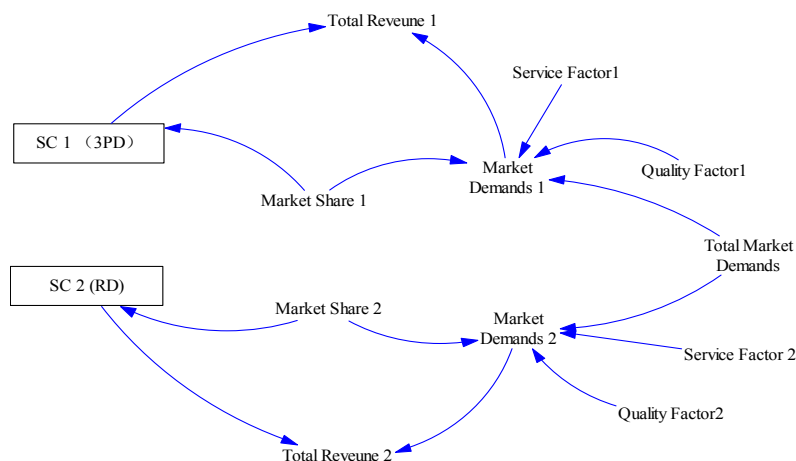 Total Reveune 1
Service Factor1
SC 1 （3PD）
Market
Demands 1
Quality Factor1
Market Share 1
Total Market
Demands
SC 2 (RD)
Market Share 2
Market
Demands 2
Service Factor 2
Quality Factor2
Total Reveune 2